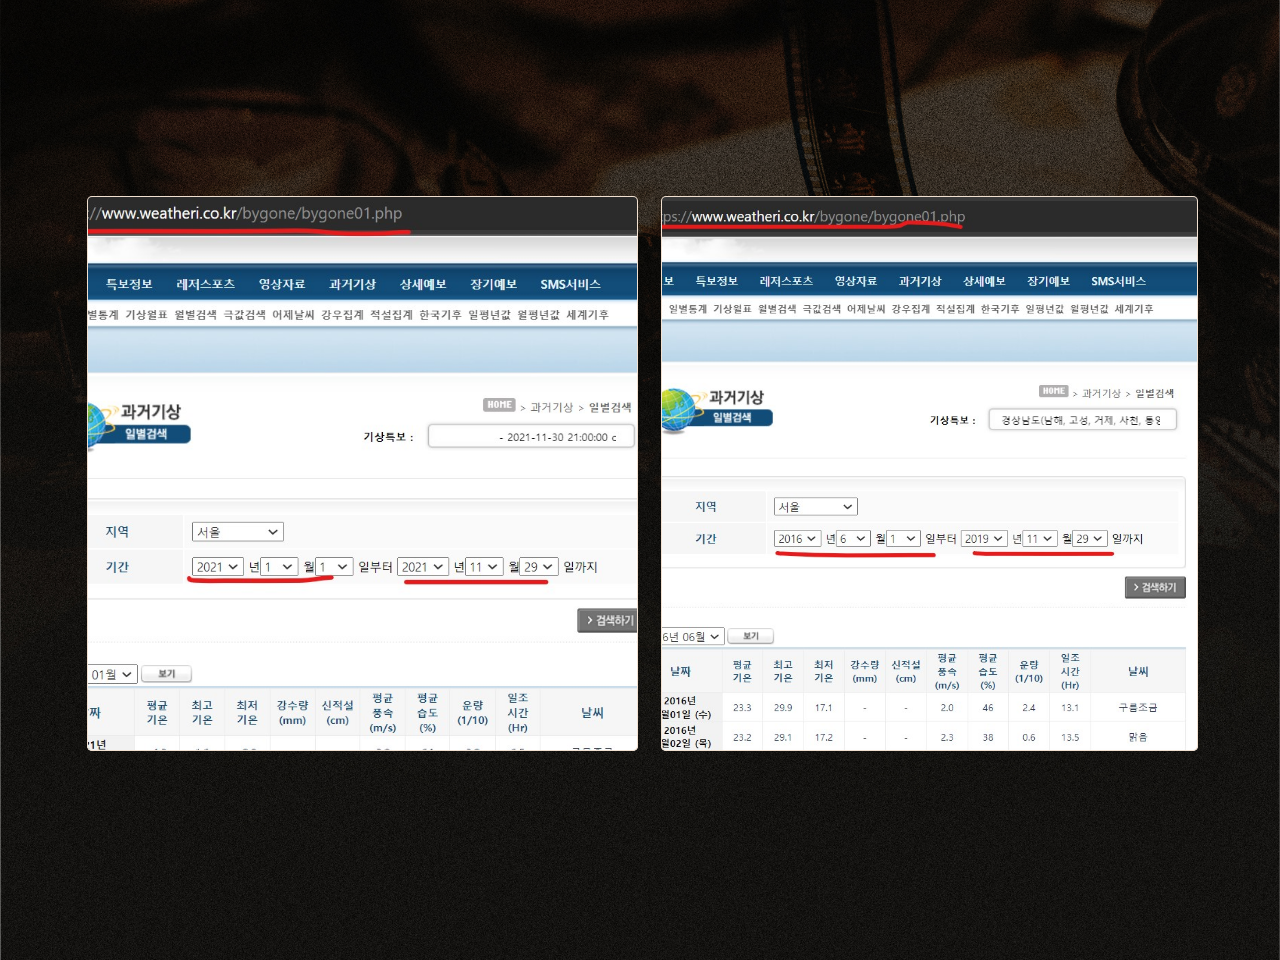 ://www.weatheri.co.kr/bygone/bygone01.php
특보정보 레저스포츠 영상자료 과거기상 상세예보 장기예보 SMS서비스
별통계 기상월표 월별검색 극값검색 어제날씨 강우집계 적설집계 한국기후 일평년값 월평년값 세계기후
HOME > 과거기상 > 일별검색
과거기상
일별검색
기상특보 : - 2021-11-30 21:00:00 c
지역 서울
기간 2021 년 1 월 1 일부터 2021 년 11 월 29 일까지
> 검색하기
01월 보기
짜 평균기온 최고기온 최저기온 강수량(mm) 신적설(cm) 평균풍속(m/s) 평균습도(%) 운량(1/10) 일조시간(Hr) 날씨
ps://www.weatheri.co.kr/bygone/bygone01.php
보 특보정보 레저스포츠 영상자료 과거기상 상세예보 장기예보 SMS서비스
일별통계 기상월표 월별검색 극값검색 어제날씨 강우집계 적설집계 한국기후 일평년값 월평년값 세계기후
HOME > 과거기상 > 일별검색
과거기상
일별검색
기상특보 : 경상남도(남해, 고성, 거제, 사천, 통영
지역 서울
기간 2016 년 6 월 1 일부터 2019 년 11 월 29 일까지
> 검색하기
6년 06월 보기
날짜 평균기온 최고기온 최저기온 강수량(mm) 신적설(cm) 평균풍속(m/s) 평균습도(%) 운량(1/10) 일조시간(Hr) 날씨
2016년 월01일 (수) 23.3 29.9 17.1 - - 2.0 46 2.4 13.1 구름조금
2016년 월02일 (목) 23.2 29.1 17.2 - - 2.3 38 0.6 13.5 맑음